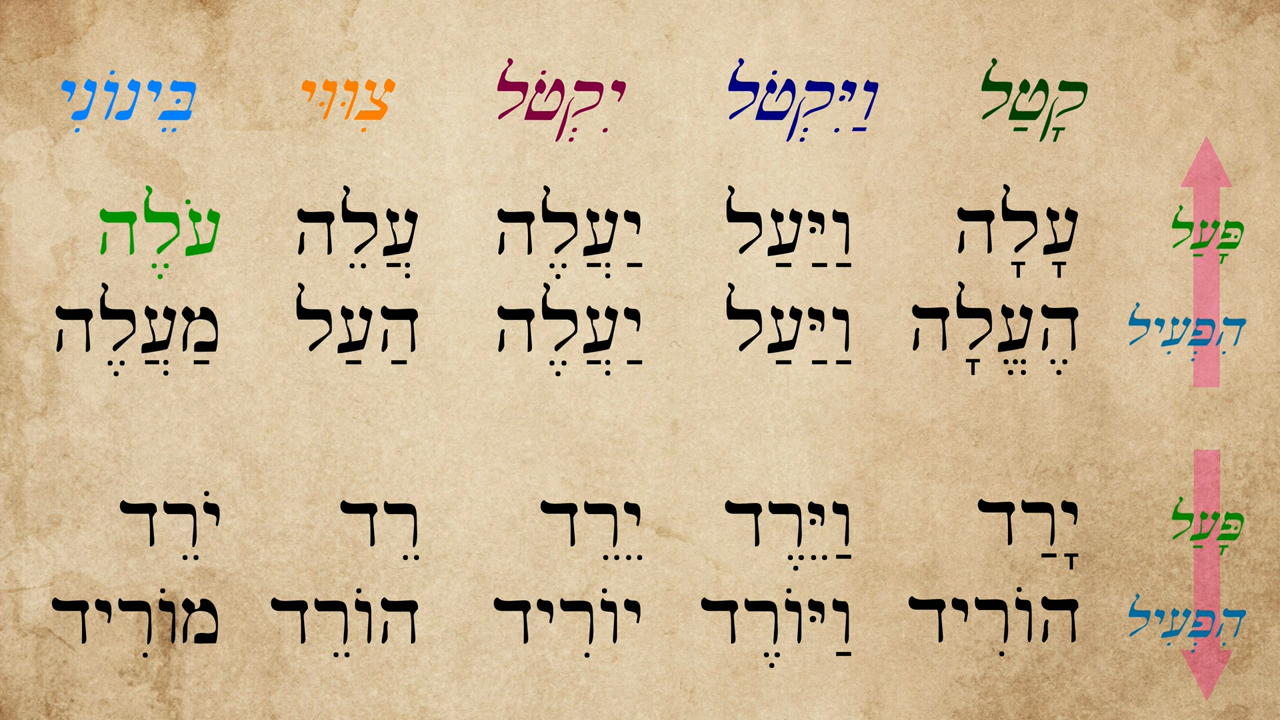 קָטַל וַיִּקְטֹל יִקְטֹל צִוּוּי בֵּינוֹנִי
פָּעַל עָלָה וַיַּעַל יַעֲלֶה עֲלֵה עֹלֶה
הִפְעִיל הֶעֱלָה וַיַּעַל יַעֲלֶה הַעַל מַעֲלֶה
פָּעַל יָרַד וַיֵּרֶד יֵרֵד רֵד יֹרֵד
הִפְעִיל הוֹרִיד וַיּוֹרֶד יוֹרִיד הוֹרֵד מוֹרִיד